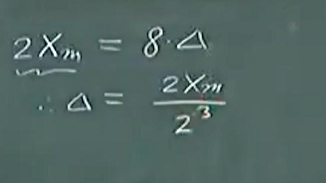 2Xm = 8·Δ
∴ Δ = 2Xm / 2³